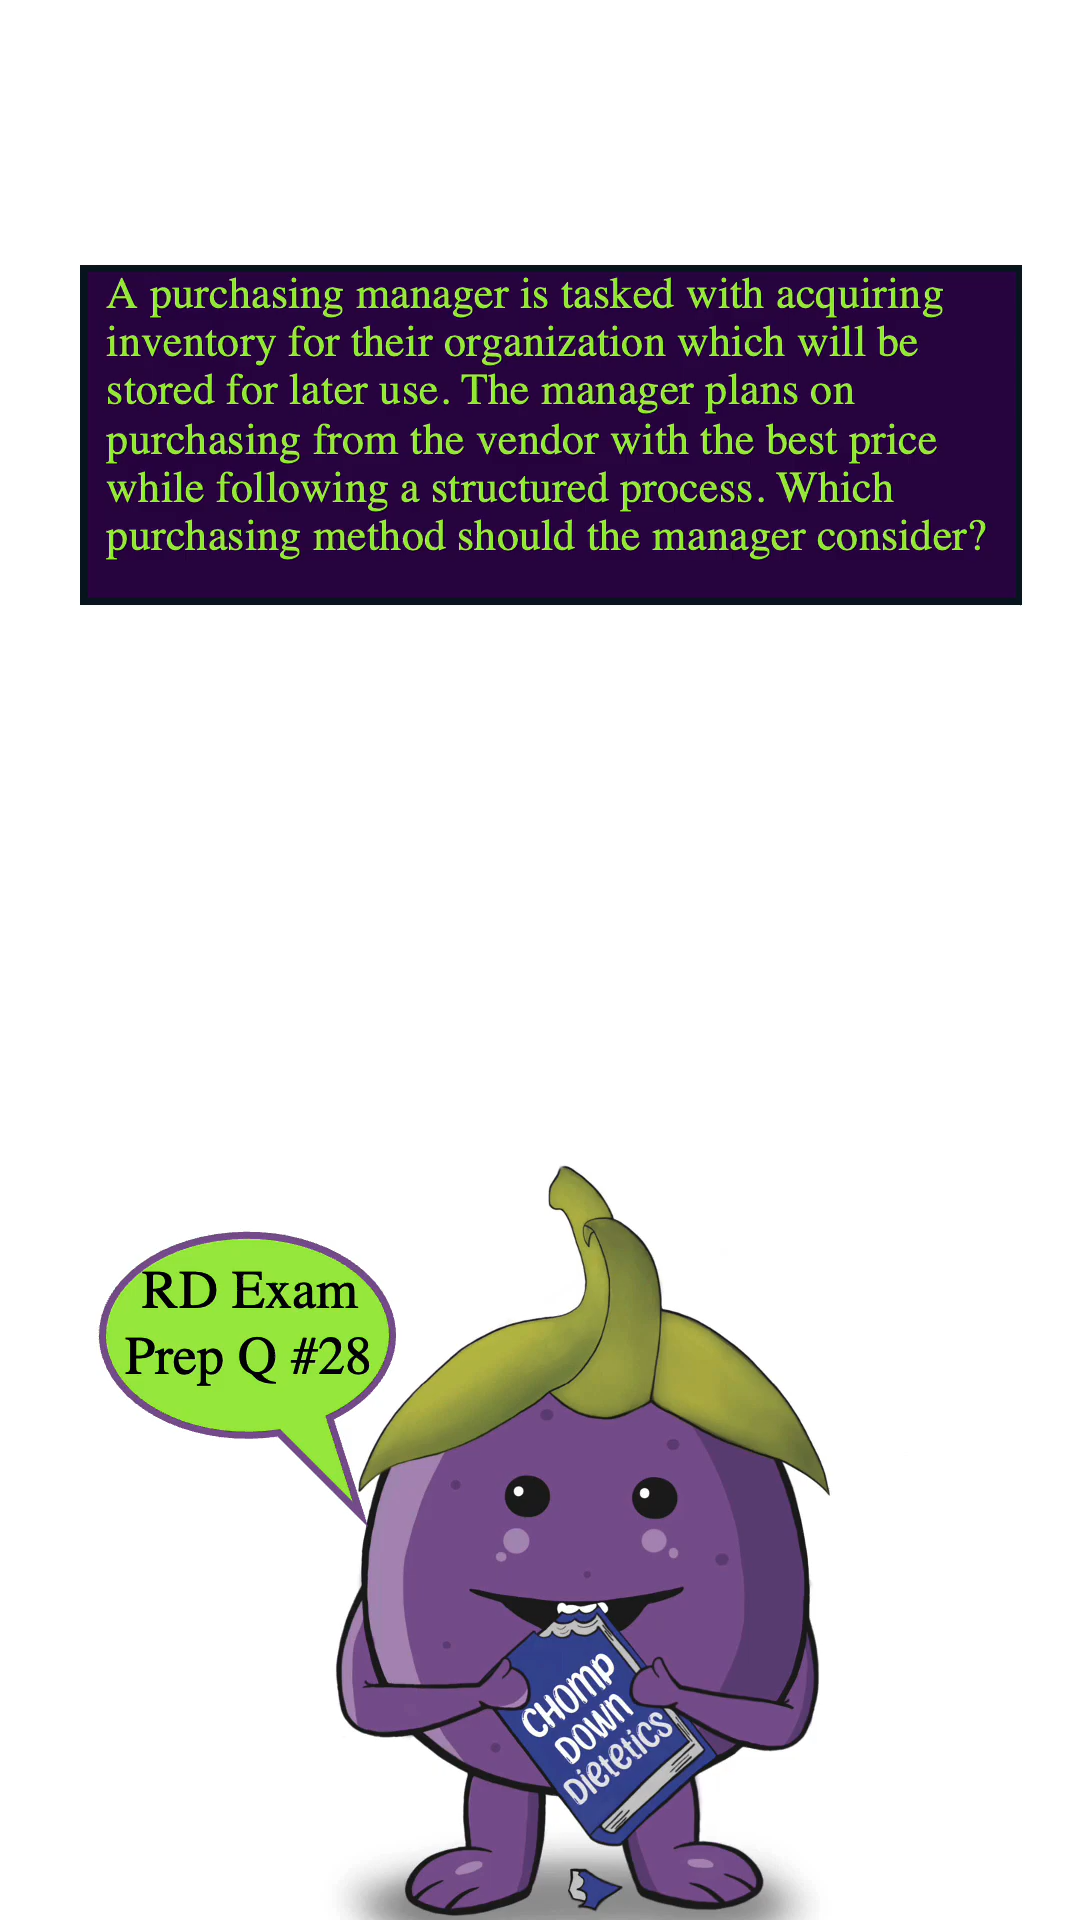 A purchasing manager is tasked with acquiring
inventory for their organization which will be
stored for later use. The manager plans on
purchasing from the vendor with the best price
while following a structured process. Which
purchasing method should the manager consider?
RD Exam
Prep Q #28
CHOMP
DOWN
Dietetics